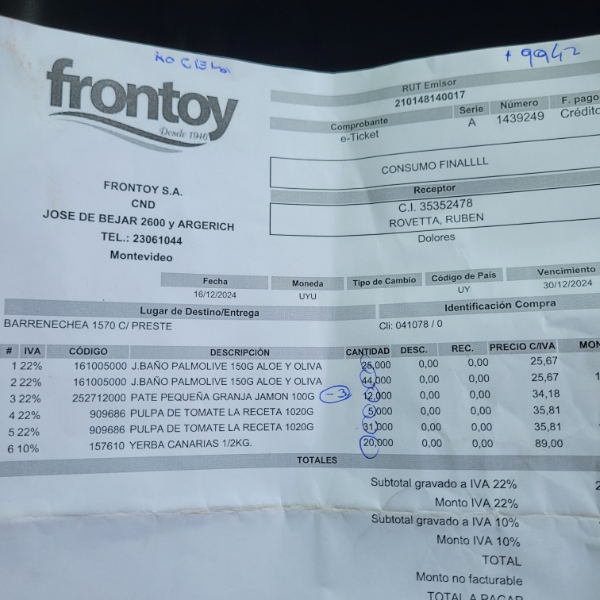 + 9942
frontoy
Desde 1946
FRONTOY S.A.
CND
JOSE DE BEJAR 2600 y ARGERICH
TEL.: 23061044
Montevideo
RUT Emisor
210148140017
Comprobante Serie Número F. pago
e-Ticket A 1439249 Crédito
CONSUMO FINALLLL
Receptor
C.I. 35352478
ROVETTA, RUBEN
Dolores
Fecha Moneda Tipo de Cambio Código de País Vencimiento
16/12/2024 UYU UY 30/12/2024
Lugar de Destino/Entrega Identificación Compra
BARRENECHEA 1570 C/ PRESTE Cli: 041078 / 0
# IVA CÓDIGO DESCRIPCIÓN CANTIDAD DESC. REC. PRECIO C/IVA MON
1 22% 161005000 J.BAÑO PALMOLIVE 150G ALOE Y OLIVA 25,000 0,00 0,00 25,67
2 22% 161005000 J.BAÑO PALMOLIVE 150G ALOE Y OLIVA 44,000 0,00 0,00 25,67
3 22% 252712000 PATE PEQUEÑA GRANJA JAMON 100G -3 12,000 0,00 0,00 34,18
4 22% 909686 PULPA DE TOMATE LA RECETA 1020G 5,000 0,00 0,00 35,81
5 22% 909686 PULPA DE TOMATE LA RECETA 1020G 31,000 0,00 0,00 35,81
6 10% 157610 YERBA CANARIAS 1/2KG. 20,000 0,00 0,00 89,00
TOTALES
Subtotal gravado a IVA 22% 2
Monto IVA 22%
Subtotal gravado a IVA 10%
Monto IVA 10%
TOTAL
Monto no facturable
TOTAL A PAGAR